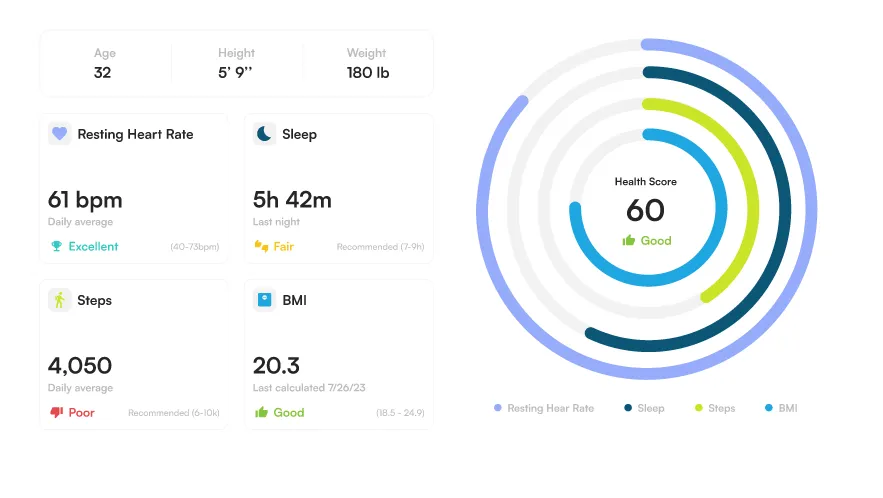 Age Height Weight
32 5’ 9’’ 180 lb
Resting Heart Rate
61 bpm
Daily average
Excellent (40-73bpm)
Sleep
5h 42m
Last night
Fair Recommended (7-9h)
Steps
4,050
Daily average
Poor Recommended (6-10k)
BMI
20.3
Last calculated 7/26/23
Good (18.5 - 24.9)
Health Score
60
Good
Resting Hear Rate Sleep Steps BMI